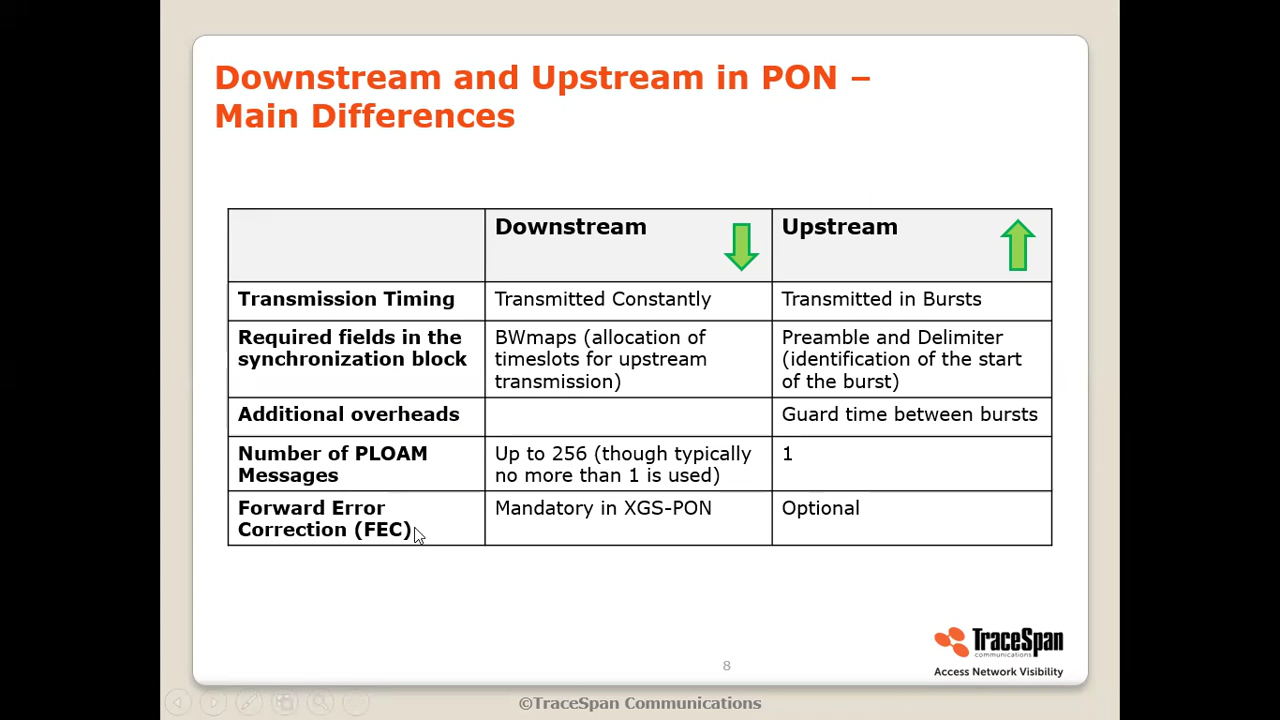 Downstream and Upstream in PON –
Main Differences
Downstream
Upstream
Transmission Timing
Transmitted Constantly
Transmitted in Bursts
Required fields in the
synchronization block
BWmaps (allocation of
timeslots for upstream
transmission)
Preamble and Delimiter
(identification of the start
of the burst)
Additional overheads
Guard time between bursts
Number of PLOAM
Messages
Up to 256 (though typically
no more than 1 is used)
1
Forward Error
Correction (FEC)
Mandatory in XGS-PON
Optional
TraceSpan
communications
Access Network Visibility
8
©TraceSpan Communications